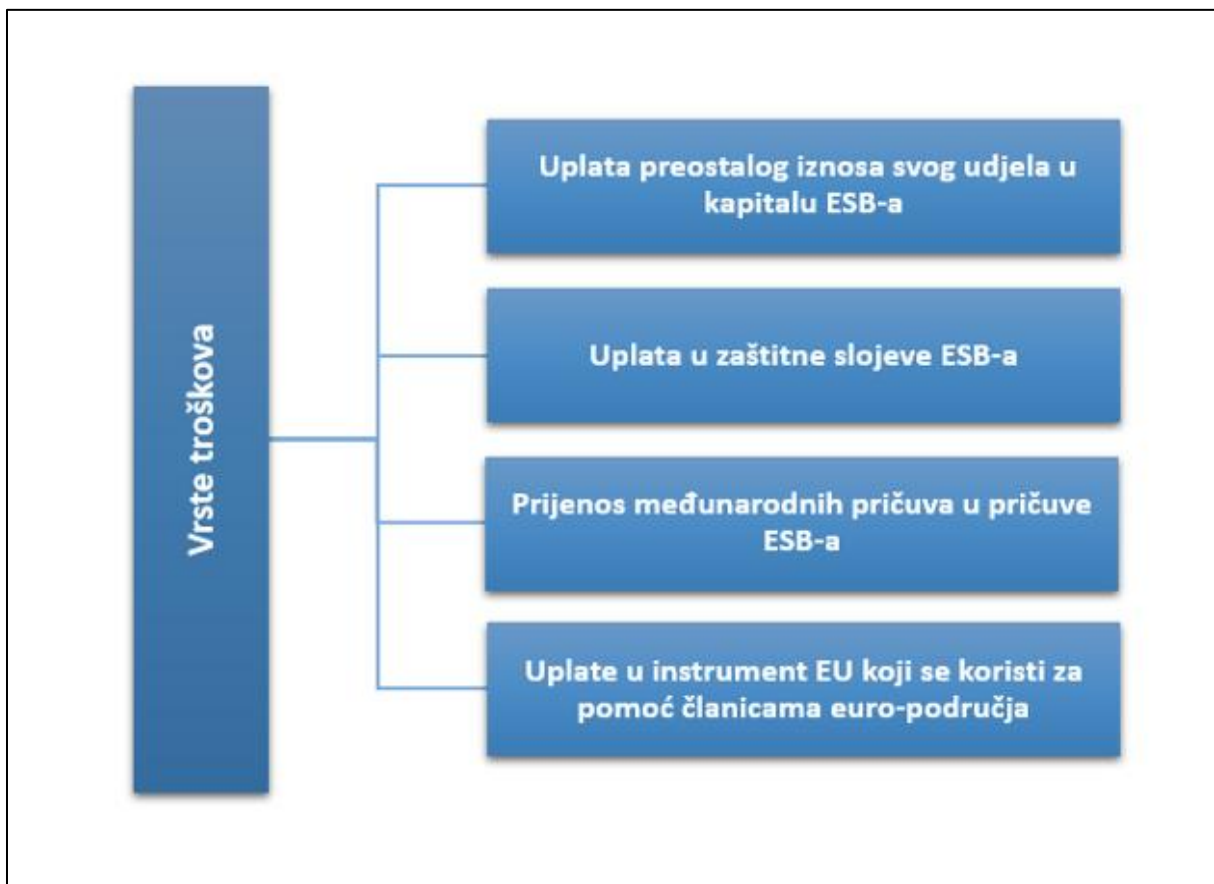 Vrste troškova
Uplata preostalog iznosa svog udjela u
kapitalu ESB-a
Uplata u zaštitne slojeve ESB-a
Prijenos međunarodnih pričuva u pričuve
ESB-a
Uplate u instrument EU koji se koristi za
pomoć članicama euro-područja